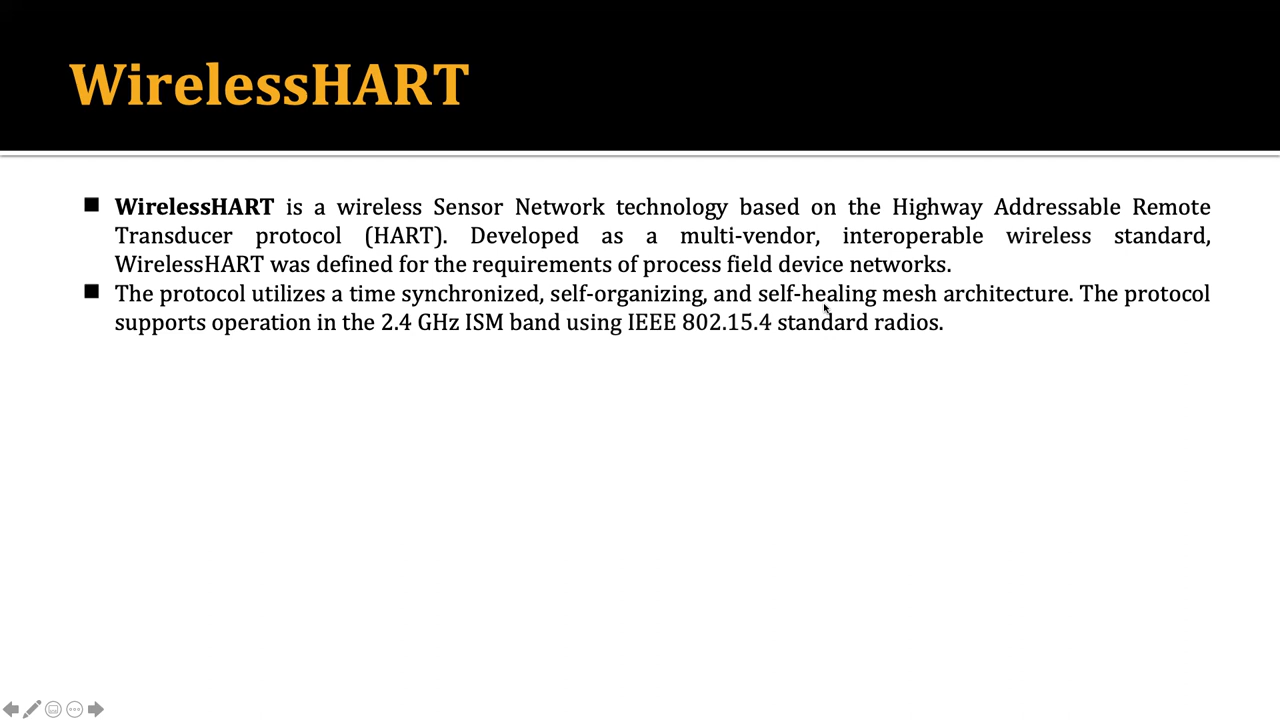 WirelessHART
WirelessHART is a wireless Sensor Network technology based on the Highway Addressable Remote
Transducer protocol (HART). Developed as a multi-vendor, interoperable wireless standard,
WirelessHART was defined for the requirements of process field device networks.
The protocol utilizes a time synchronized, self-organizing, and self-healing mesh architecture. The protocol
supports operation in the 2.4 GHz ISM band using IEEE 802.15.4 standard radios.